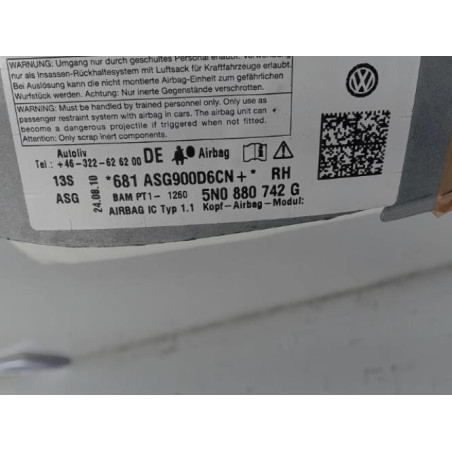 WARNUNG: Umgang nur durch geschultes Personal erlaubt. Verwendung
nur als Insassen-Rückhaltesystem mit Luftsack für Kraftfahrzeuge erlaubt.
Bei Auslösung kann die nicht montierte Airbag-Einheit zum gefährlichen
Wurfkörper werden. Achtung: Nur inerte Gegenstände verschrotten.
WARNING: Must be handled by trained personnel only. Use only as
passenger restraint system with airbag in cars. The airbag unit can
become a dangerous projectile if triggered when not mounted.
Attention: Only scrap inert components.
Autoliv
Tel.: +46-322-62 62 00 DE Airbag
13S 24.08.10 *681 ASG900D6CN+* RH
ASG BAM PT1- 1260 5N0 880 742 G
AIRBAG IC Typ 1.1 Kopf-Airbag-Modul: